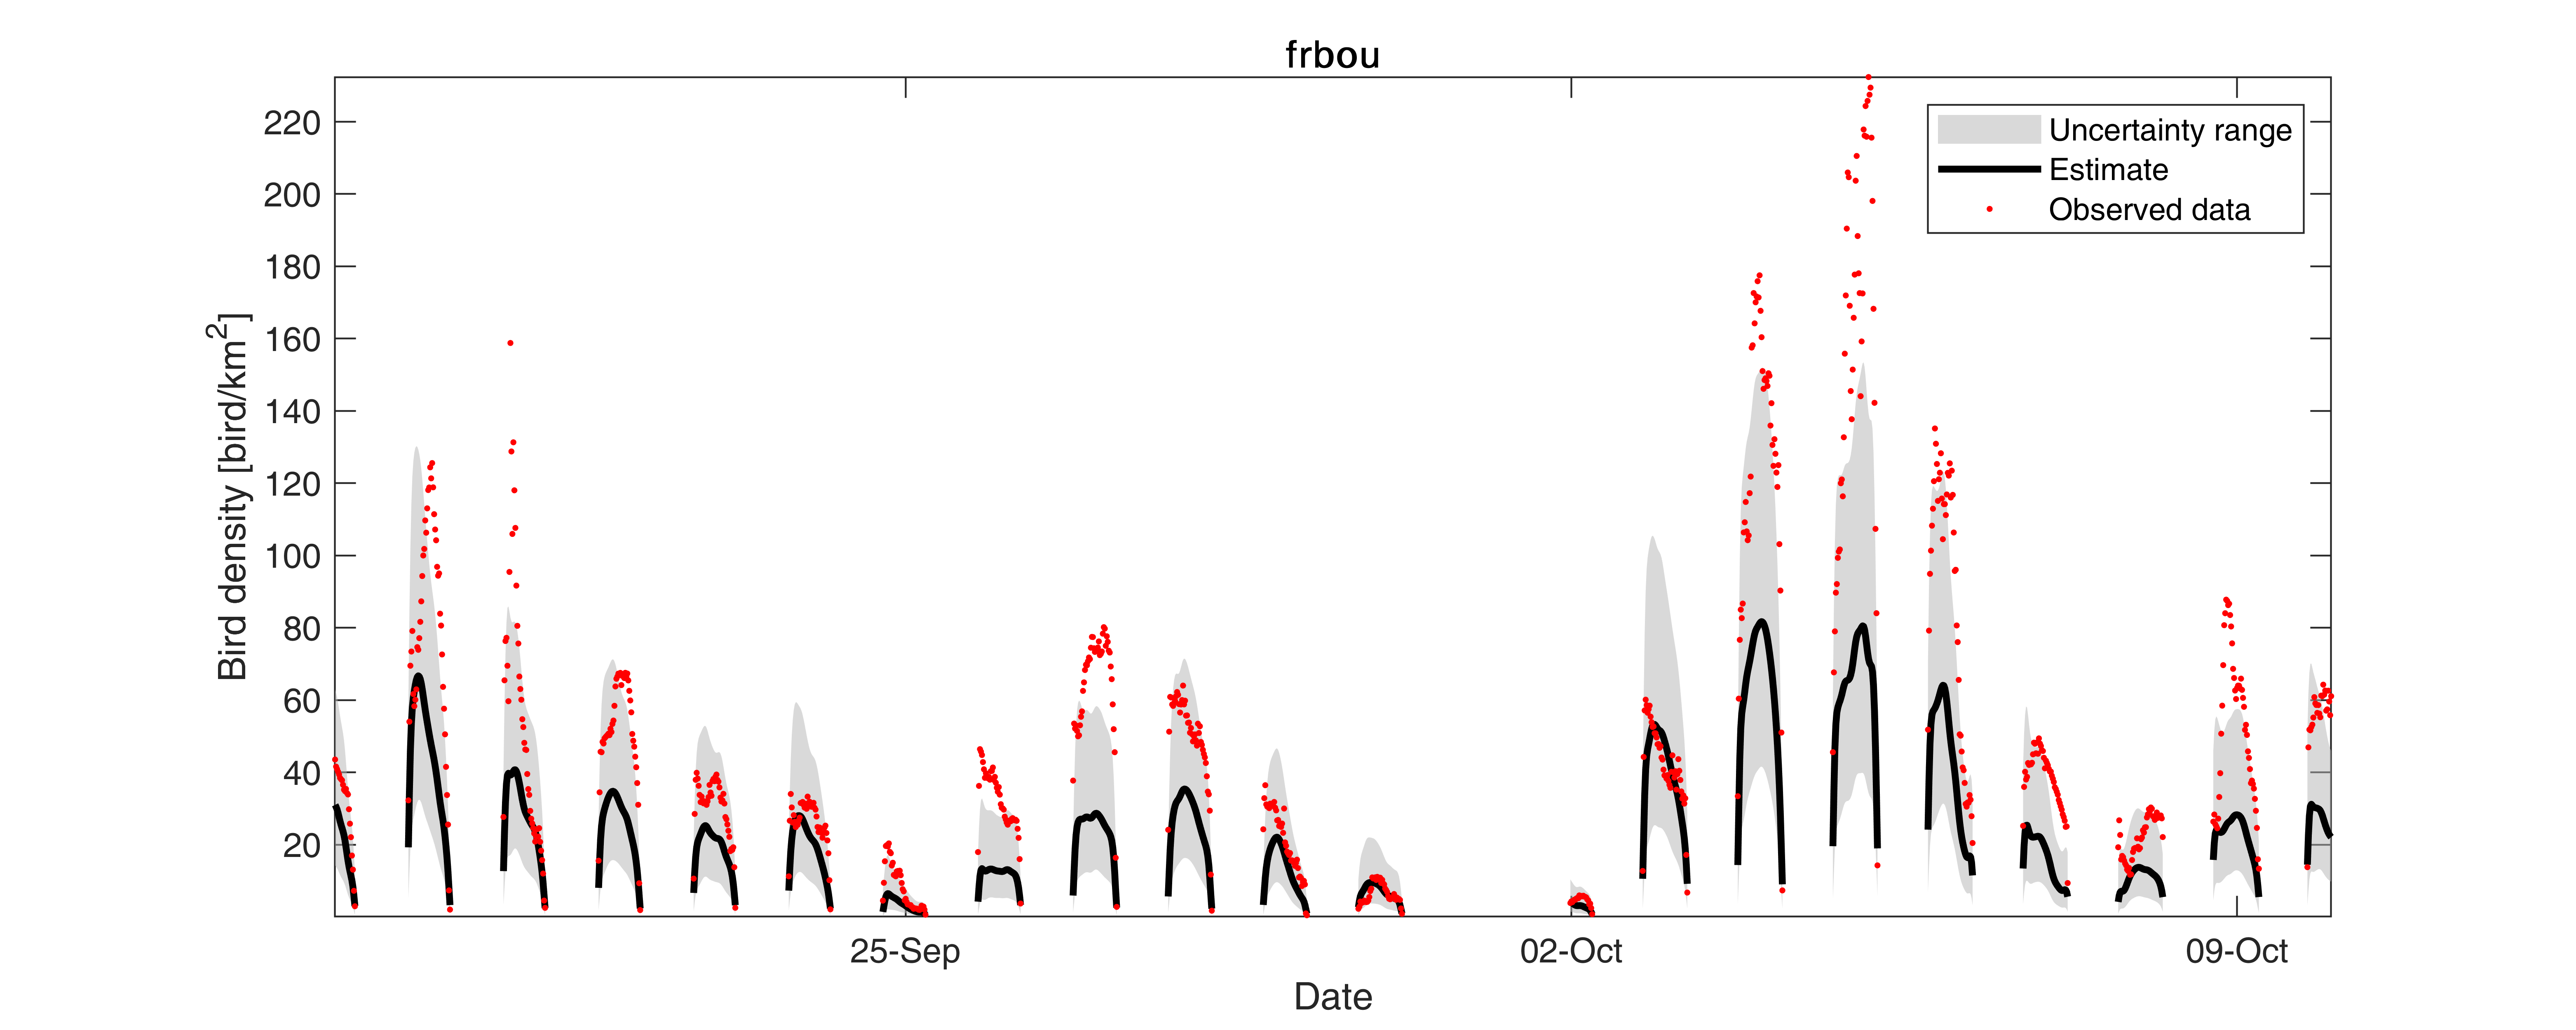 frbou
220
200
180
160
140
120
100
80
60
40
20
Bird density [bird/km²]
Uncertainty range
Estimate
Observed data
25-Sep
02-Oct
09-Oct
Date